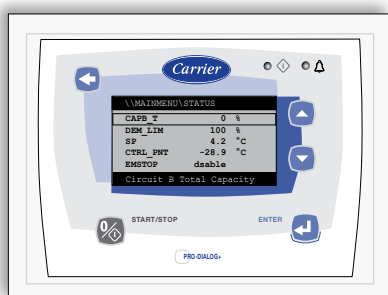 Carrier
\\MAINMENU\STATUS
CAPB_T 0 %
DEM_LIM 100 %
SP 4.2 °C
CTRL_PNT -28.9 °C
EMSTOP dsable
Circuit B Total Capacity
START/STOP
ENTER
PRO-DIALOG+